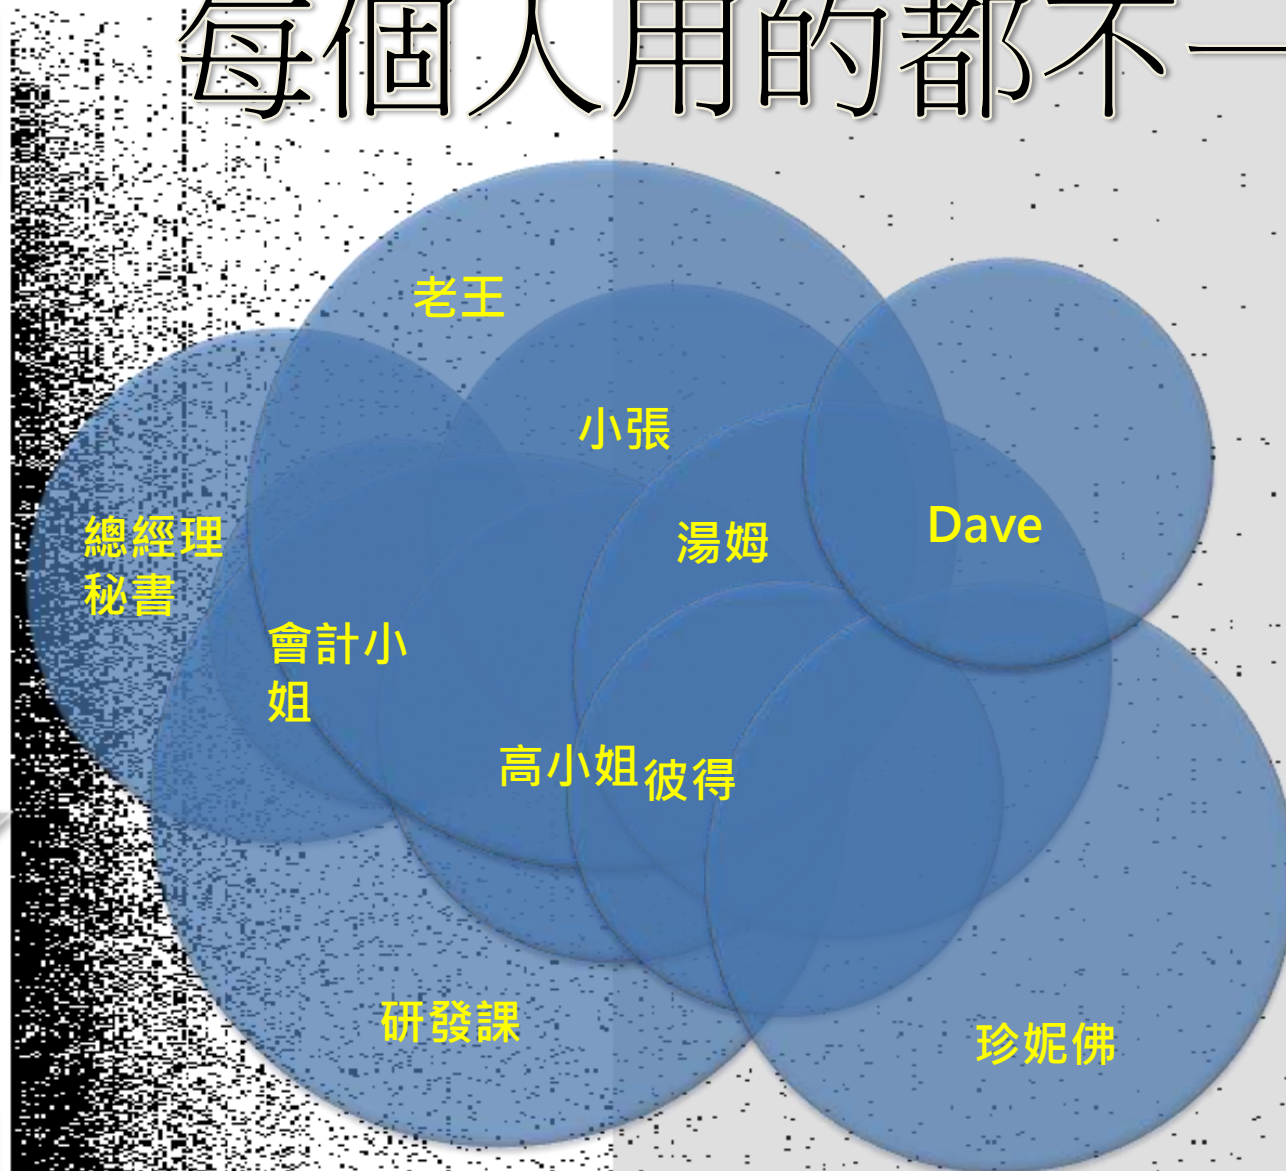 每個人用的都不一
老王
小張
湯姆
Dave
總經理
秘書
會計小
姐
高小姐
彼得
研發課
珍妮佛